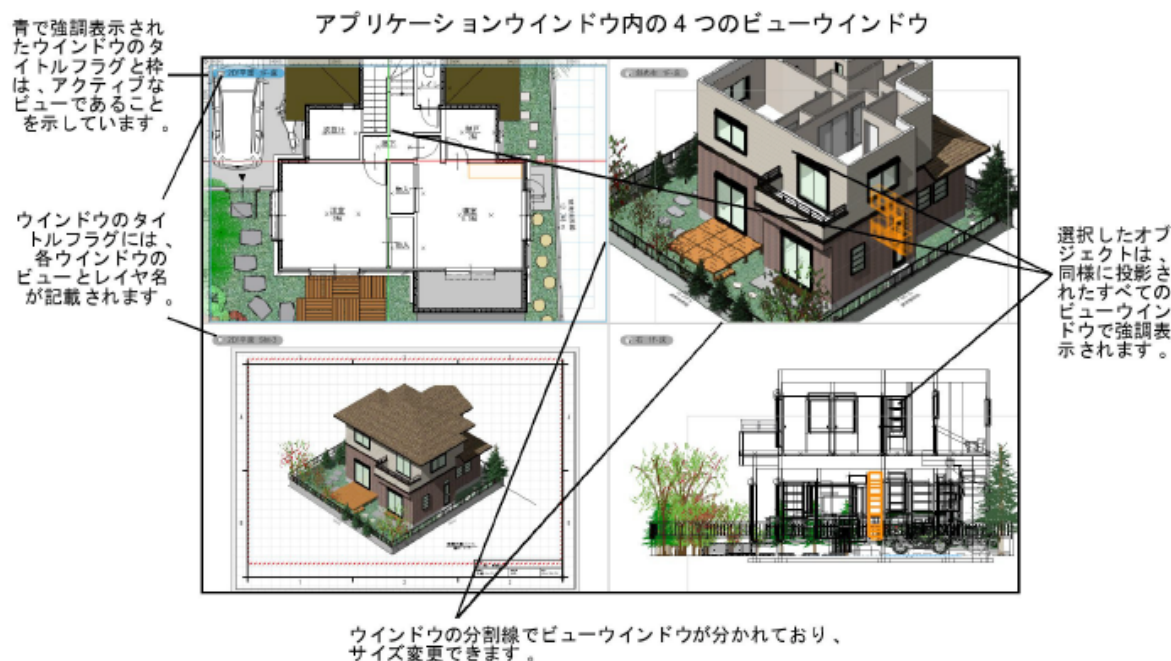 アプリケーションウインドウ内の４つのビューウインドウ
青で強調表示され
たウインドウのタ
イトルフラグと枠
は、アクティブな
ビューであること
を示しています。
ウインドウのタイ
トルフラグには、
各ウインドウの
ビューとレイヤ名
が記載されます。
選択したオブ
ジェクトは、
同様に投影さ
れたすべての
ビューウイン
ドウで強調表
示されます。
ウインドウの分割線でビューウインドウが分かれており、
サイズ変更できます。